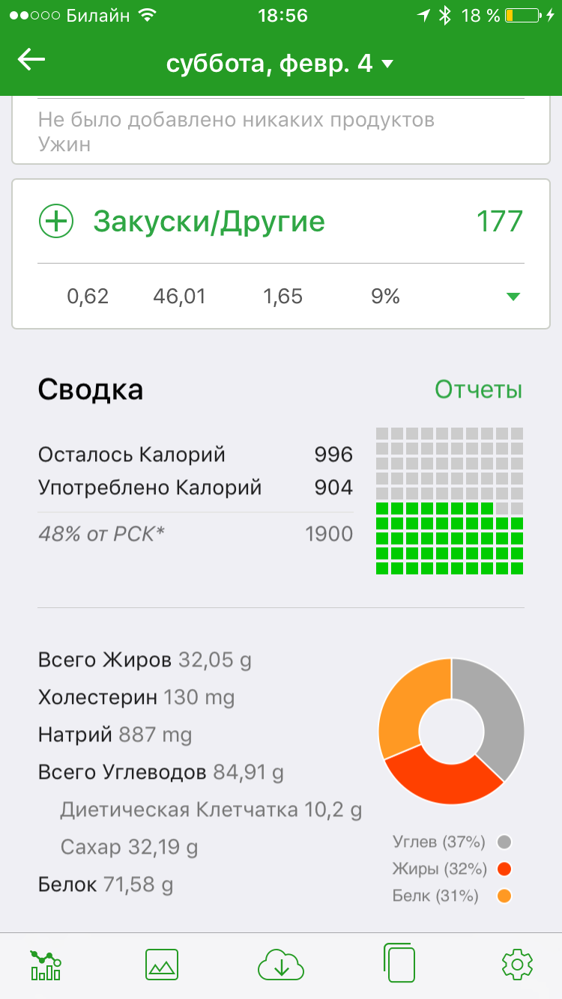 Билайн 18:56 18 %
суббота, февр. 4
Не было добавлено никаких продуктов
Ужин
Закуски/Другие 177
0,62 46,01 1,65 9%
Сводка Отчеты
Осталось Калорий 996
Употреблено Калорий 904
48% от РСК* 1900
Всего Жиров 32,05 g
Холестерин 130 mg
Натрий 887 mg
Всего Углеводов 84,91 g
Диетическая Клетчатка 10,2 g
Сахар 32,19 g
Белок 71,58 g
Углев (37%)
Жиры (32%)
Белк (31%)